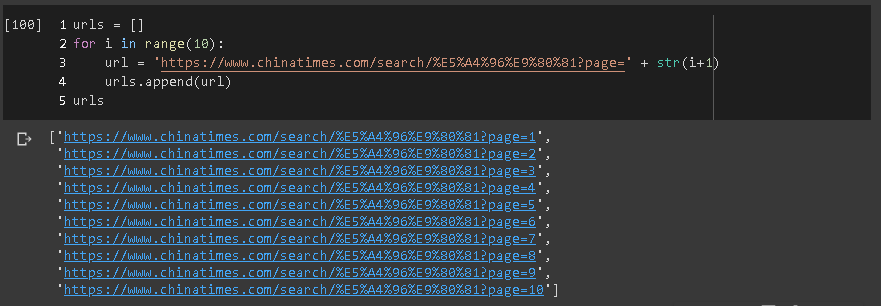 [100] 1 urls = []
2 for i in range(10):
3     url = 'https://www.chinatimes.com/search/%E5%A4%96%E9%80%81?page=' + str(i+1)
4     urls.append(url)
5 urls
['https://www.chinatimes.com/search/%E5%A4%96%E9%80%81?page=1',
'https://www.chinatimes.com/search/%E5%A4%96%E9%80%81?page=2',
'https://www.chinatimes.com/search/%E5%A4%96%E9%80%81?page=3',
'https://www.chinatimes.com/search/%E5%A4%96%E9%80%81?page=4',
'https://www.chinatimes.com/search/%E5%A4%96%E9%80%81?page=5',
'https://www.chinatimes.com/search/%E5%A4%96%E9%80%81?page=6',
'https://www.chinatimes.com/search/%E5%A4%96%E9%80%81?page=7',
'https://www.chinatimes.com/search/%E5%A4%96%E9%80%81?page=8',
'https://www.chinatimes.com/search/%E5%A4%96%E9%80%81?page=9',
'https://www.chinatimes.com/search/%E5%A4%96%E9%80%81?page=10']